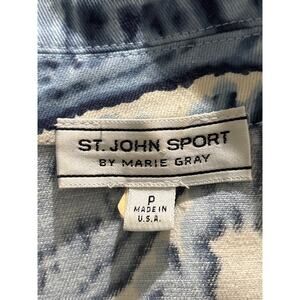 ST. JOHN SPORT
BY MARIE GRAY
P
MADE IN
U.S.A.